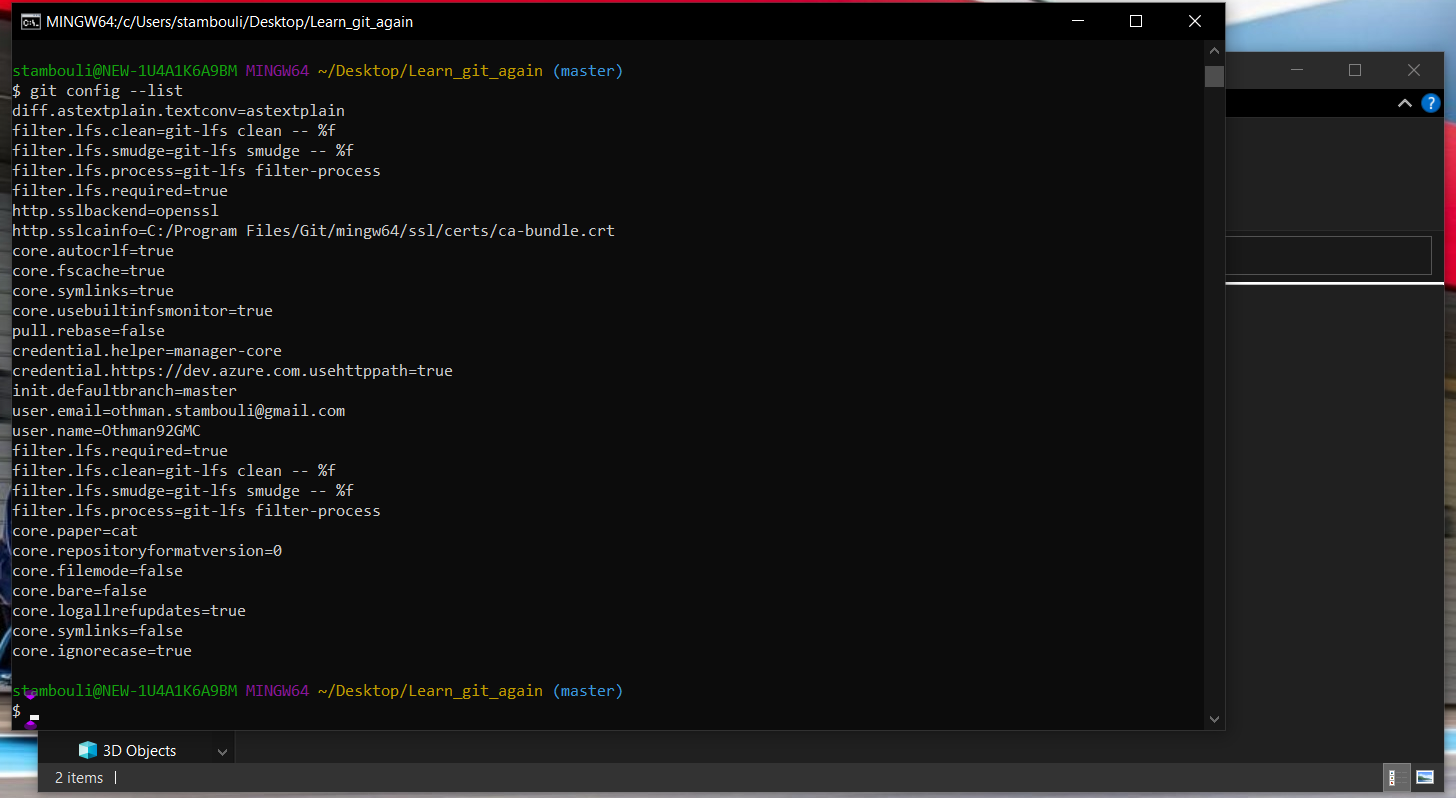 MINGW64:/c/Users/stambouli/Desktop/Learn_git_again
stambouli@NEW-1U4A1K6A9BM MINGW64 ~/Desktop/Learn_git_again (master)
$ git config --list
diff.astextplain.textconv=astextplain
filter.lfs.clean=git-lfs clean -- %f
filter.lfs.smudge=git-lfs smudge -- %f
filter.lfs.process=git-lfs filter-process
filter.lfs.required=true
http.sslbackend=openssl
http.sslcainfo=C:/Program Files/Git/mingw64/ssl/certs/ca-bundle.crt
core.autocrlf=true
core.fscache=true
core.symlinks=true
core.usebuiltinfsmonitor=true
pull.rebase=false
credential.helper=manager-core
credential.https://dev.azure.com.usehttppath=true
init.defaultbranch=master
user.email=othman.stambouli@gmail.com
user.name=Othman92GMC
filter.lfs.required=true
filter.lfs.clean=git-lfs clean -- %f
filter.lfs.smudge=git-lfs smudge -- %f
filter.lfs.process=git-lfs filter-process
core.paper=cat
core.repositoryformatversion=0
core.filemode=false
core.bare=false
core.logallrefupdates=true
core.symlinks=false
core.ignorecase=true
stambouli@NEW-1U4A1K6A9BM MINGW64 ~/Desktop/Learn_git_again (master)
$
3D Objects
2 items